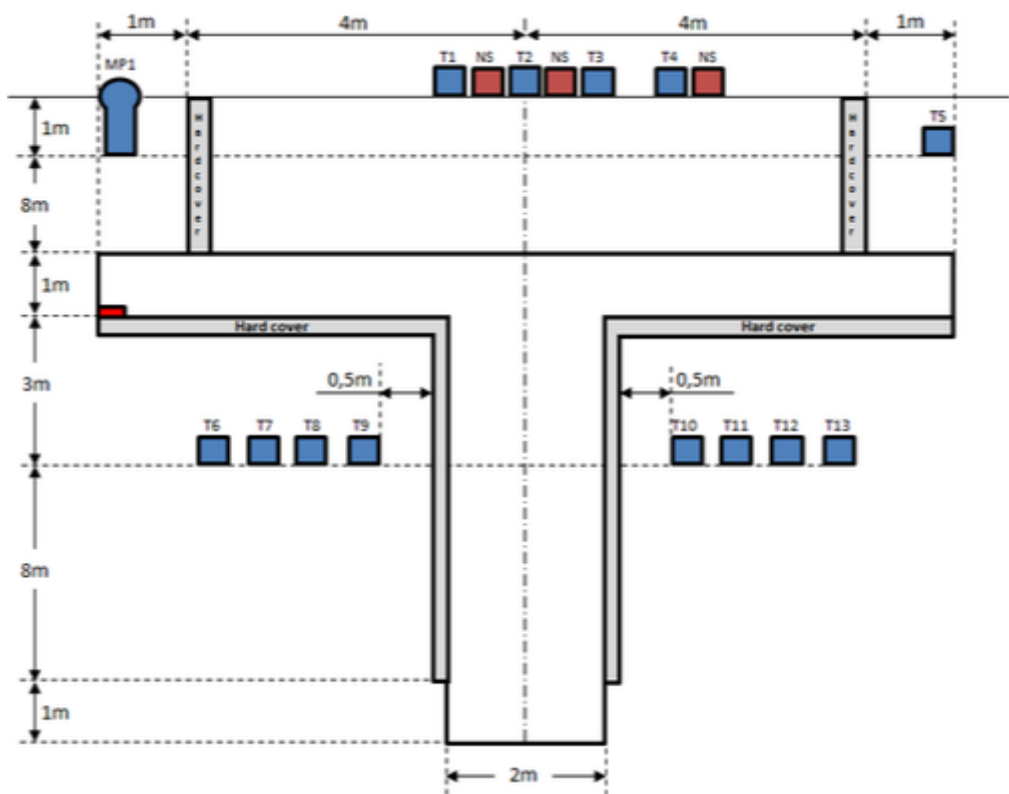 1m 4m 4m 1m
MP1 T1 NS T2 NS T3 T4 NS
1m Hardcover Hardcover T5
8m
1m
Hard cover Hard cover
3m
0,5m 0,5m
T6 T7 T8 T9 T10 T11 T12 T13
8m
1m
2m